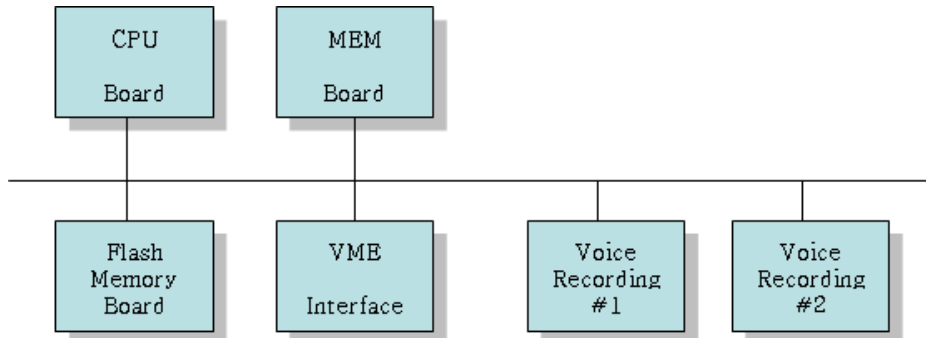 CPU
Board
MEM
Board
Flash
Memory
Board
VME
Interface
Voice
Recording
#1
Voice
Recording
#2